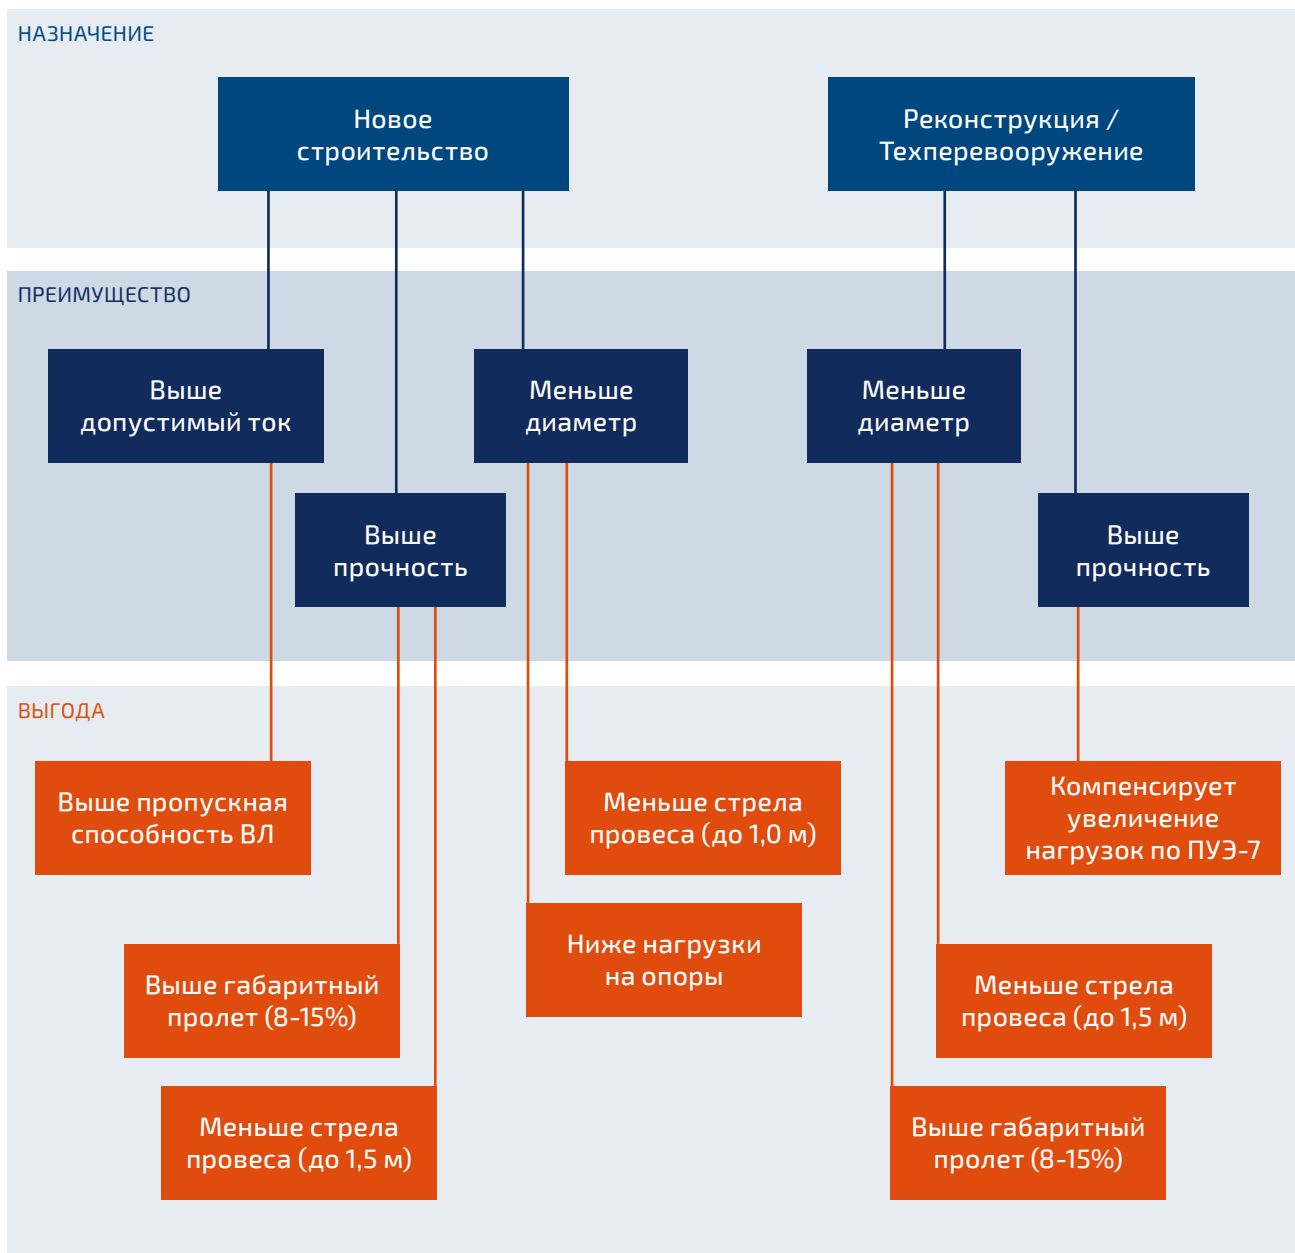 НАЗНАЧЕНИЕ
Новое
строительство
Реконструкция /
Техперевооружение
ПРЕИМУЩЕСТВО
Выше
допустимый ток
Меньше
диаметр
Меньше
диаметр
Выше
прочность
Выше
прочность
ВЫГОДА
Выше пропускная
способность ВЛ
Меньше стрела
провеса (до 1,0 м)
Компенсирует
увеличение
нагрузок по ПУЭ-7
Ниже нагрузки
на опоры
Выше габаритный
пролет (8-15%)
Меньше стрела
провеса (до 1,5 м)
Меньше стрела
провеса (до 1,5 м)
Выше габаритный
пролет (8-15%)